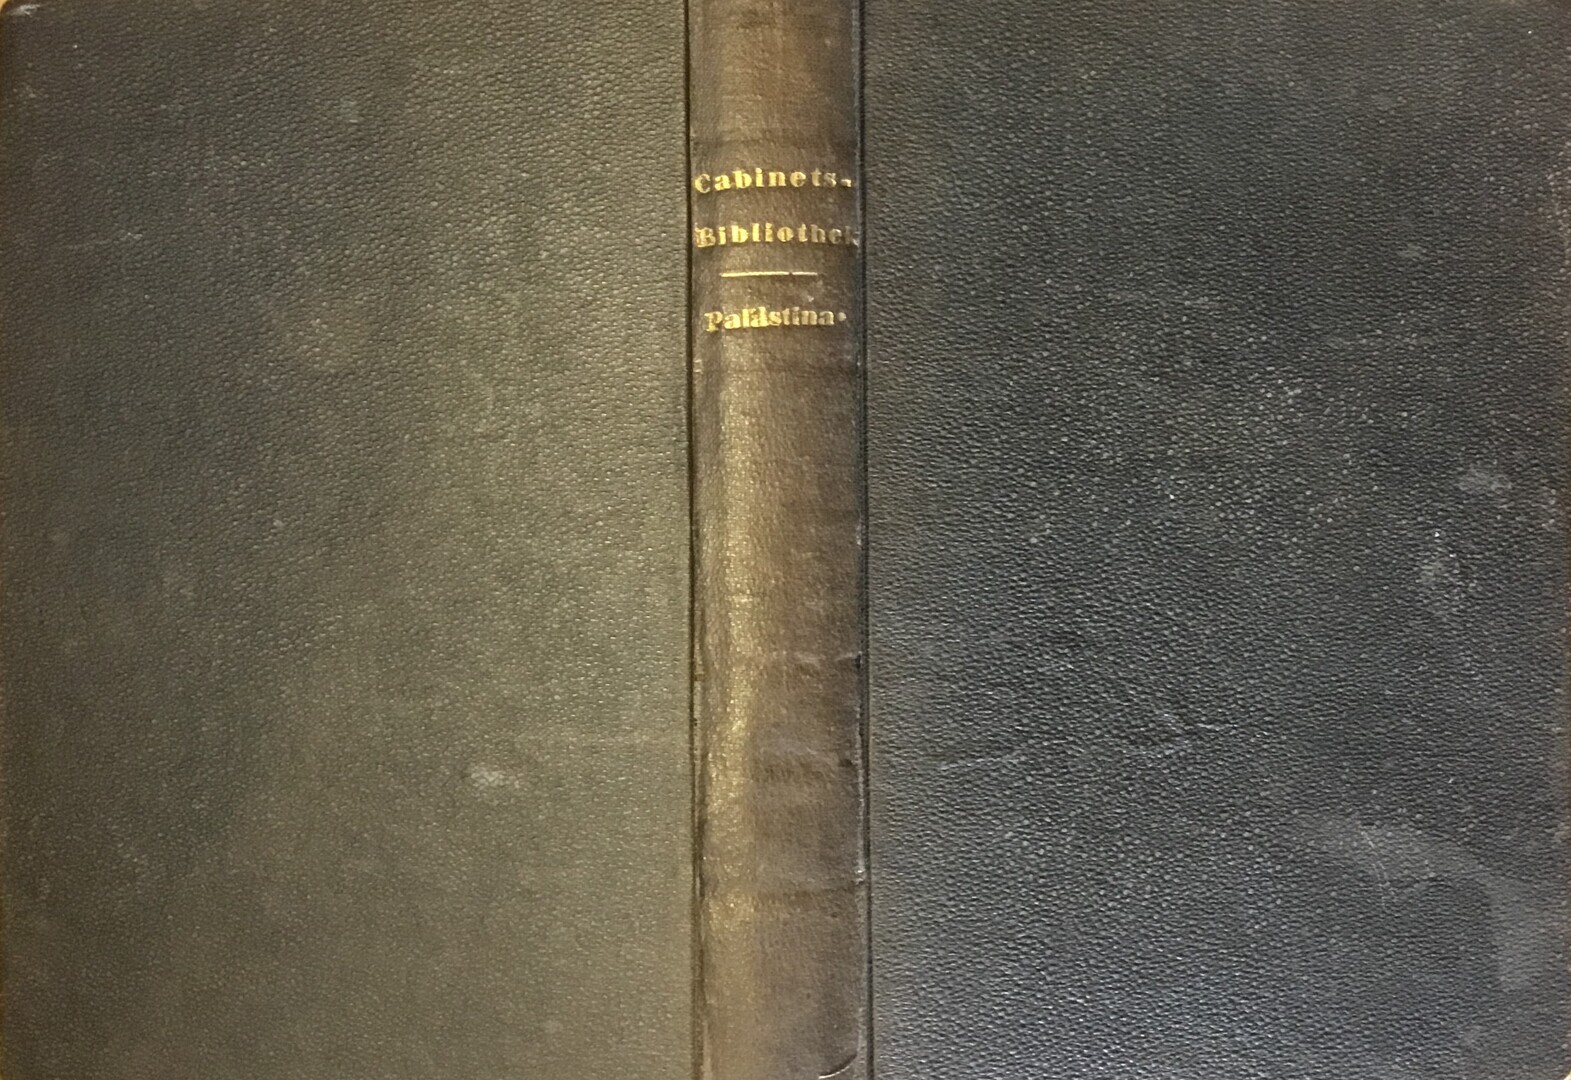 Cabinets-
Bibliothek
Palästina.